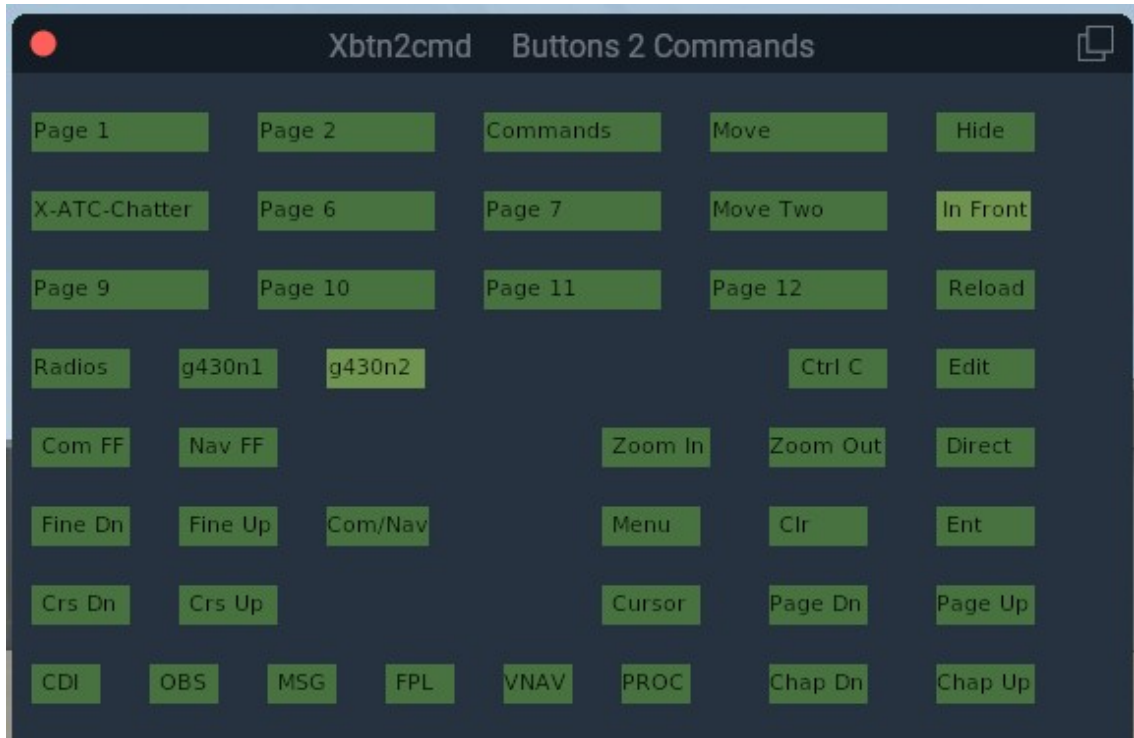 Xbtn2cmd Buttons 2 Commands
Page 1 Page 2 Commands Move Hide
X-ATC-Chatter Page 6 Page 7 Move Two In Front
Page 9 Page 10 Page 11 Page 12 Reload
Radios g430n1 g430n2 Ctrl C Edit
Com FF Nav FF Zoom In Zoom Out Direct
Fine Dn Fine Up Com/Nav Menu Clr Ent
Crs Dn Crs Up Cursor Page Dn Page Up
CDI OBS MSG FPL VNAV PROC Chap Dn Chap Up